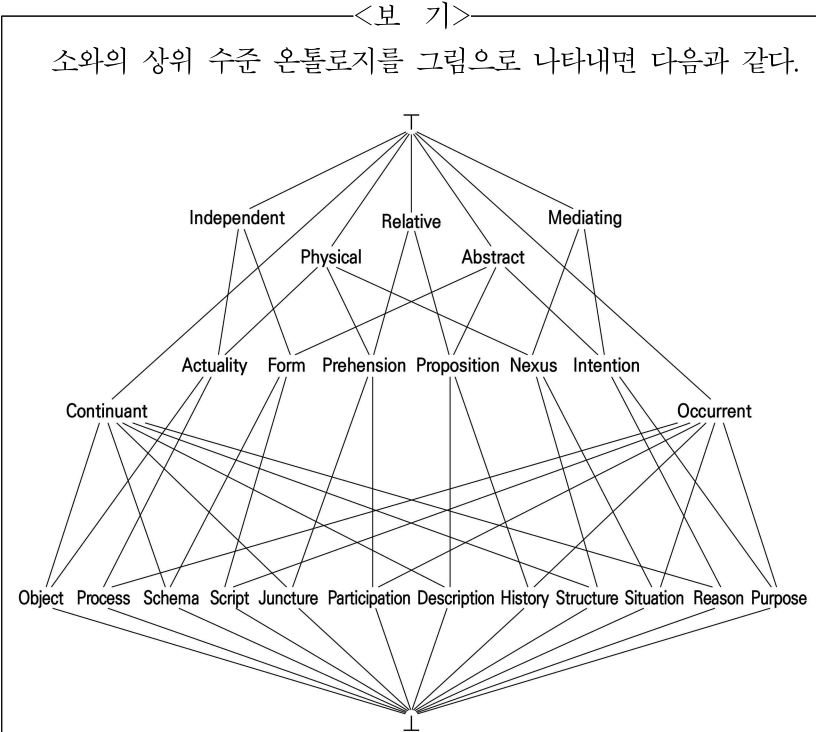 <보 기>
소와의 상위 수준 온톨로지를 그림으로 나타내면 다음과 같다.
⊤
Independent Relative Mediating
Physical Abstract
Actuality Form Prehension Proposition Nexus Intention
Continuant Occurrent
Object Process Schema Script Juncture Participation Description History Structure Situation Reason Purpose
⊥